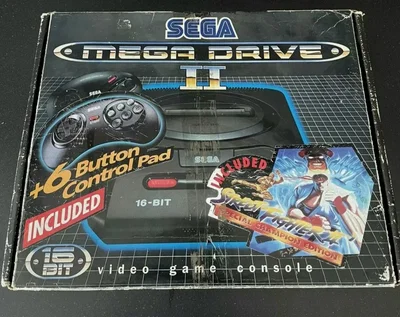 SEGA
MEGA DRIVE
II
SEGA
+6 Button
Control Pad
INCLUDED
SEGA
16-BIT
INCLUDED
STREET FIGHTER II
SPECIAL CHAMPION EDITION
16
BIT
video game console